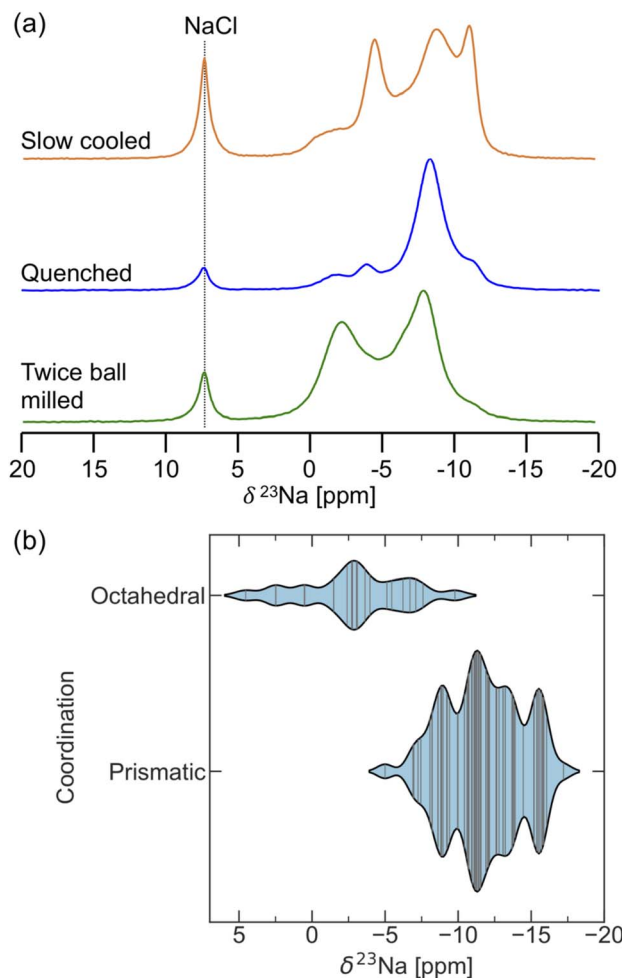 (a)
NaCl
Slow cooled
Quenched
Twice ball
milled
20 15 10 5 0 -5 -10 -15 -20
δ ²³Na [ppm]
(b)
Octahedral
Coordination
Prismatic
5 0 −5 −10 −15 −20
δ²³Na [ppm]